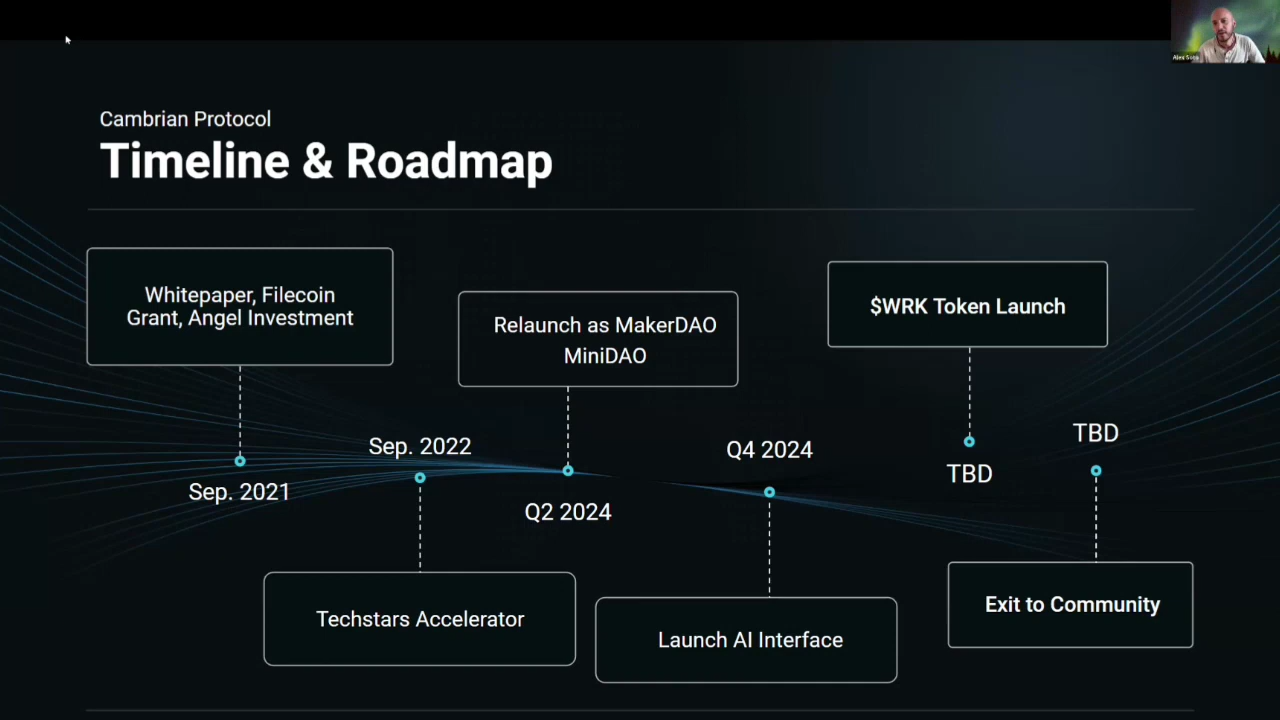 Cambrian Protocol
Timeline & Roadmap
Whitepaper, Filecoin
Grant, Angel Investment
Sep. 2021
Sep. 2022
Techstars Accelerator
Relaunch as MakerDAO
MiniDAO
Q2 2024
Q4 2024
Launch AI Interface
$WRK Token Launch
TBD
TBD
Exit to Community